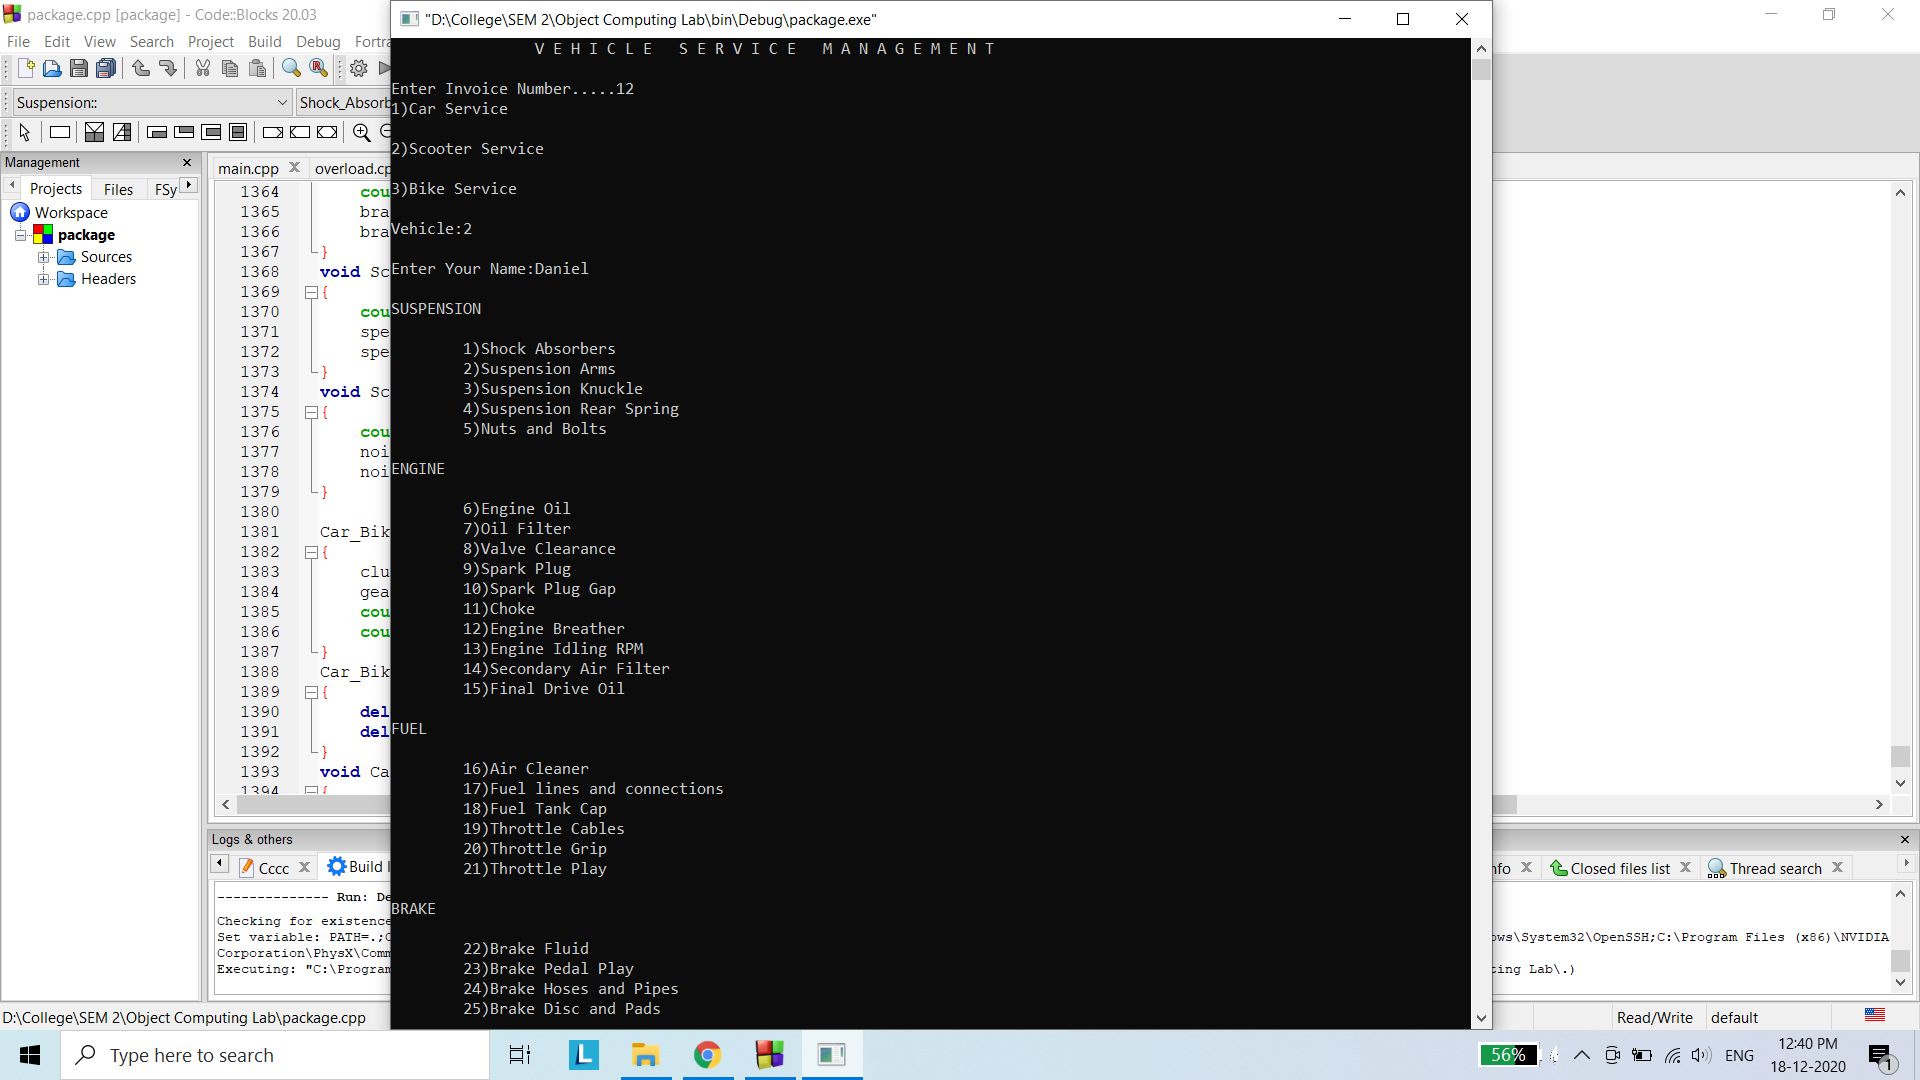 package.cpp [package] - Code::Blocks 20.03
File Edit View Search Project Build Debug Fortra
Suspension::
Shock_Absorb
Management
Projects Files FSy
Workspace
package
Sources
Headers
main.cpp overload.cp
1364 cou
1365 bra
1366 bra
1367 }
1368 void Sc
1369 {
1370 cou
1371 spe
1372 spe
1373 }
1374 void Sc
1375 {
1376 cou
1377 noi
1378 noi
1379 }
1380
1381 Car_Bik
1382 {
1383 clu
1384 gea
1385 cou
1386 cou
1387 }
1388 Car_Bik
1389 {
1390 del
1391 del
1392 }
1393 void Ca
1394 {
"D:\College\SEM 2\Object Computing Lab\bin\Debug\package.exe"
V E H I C L E   S E R V I C E   M A N A G E M E N T
Enter Invoice Number.....12
1)Car Service
2)Scooter Service
3)Bike Service
Vehicle:2
Enter Your Name:Daniel
SUSPENSION
1)Shock Absorbers
2)Suspension Arms
3)Suspension Knuckle
4)Suspension Rear Spring
5)Nuts and Bolts
ENGINE
6)Engine Oil
7)Oil Filter
8)Valve Clearance
9)Spark Plug
10)Spark Plug Gap
11)Choke
12)Engine Breather
13)Engine Idling RPM
14)Secondary Air Filter
15)Final Drive Oil
FUEL
16)Air Cleaner
17)Fuel lines and connections
18)Fuel Tank Cap
19)Throttle Cables
20)Throttle Grip
21)Throttle Play
BRAKE
22)Brake Fluid
23)Brake Pedal Play
24)Brake Hoses and Pipes
25)Brake Disc and Pads
Logs & others
Cccc Build l
nfo Closed files list Thread search
-------------- Run: De
Checking for existence
Set variable: PATH=.;C
ows\System32\OpenSSH;C:\Program Files (x86)\NVIDIA
Corporation\PhysX\Comm
Executing: "C:\Program
ting Lab\.)
D:\College\SEM 2\Object Computing Lab\package.cpp
Read/Write default
Type here to search
L
56%
ENG
12:40 PM
18-12-2020
1